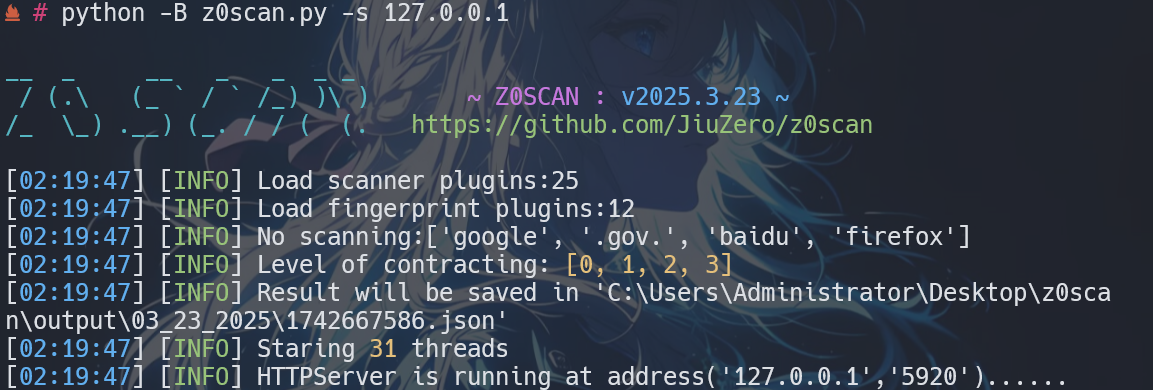 # python -B z0scan.py -s 127.0.0.1
~ Z0SCAN : v2025.3.23 ~
https://github.com/JiuZero/z0scan
[02:19:47] [INFO] Load scanner plugins:25
[02:19:47] [INFO] Load fingerprint plugins:12
[02:19:47] [INFO] No scanning:['google', '.gov.', 'baidu', 'firefox']
[02:19:47] [INFO] Level of contracting: [0, 1, 2, 3]
[02:19:47] [INFO] Result will be saved in 'C:\Users\Administrator\Desktop\z0sca
n\output\03_23_2025\1742667586.json'
[02:19:47] [INFO] Staring 31 threads
[02:19:47] [INFO] HTTPServer is running at address('127.0.0.1','5920')......